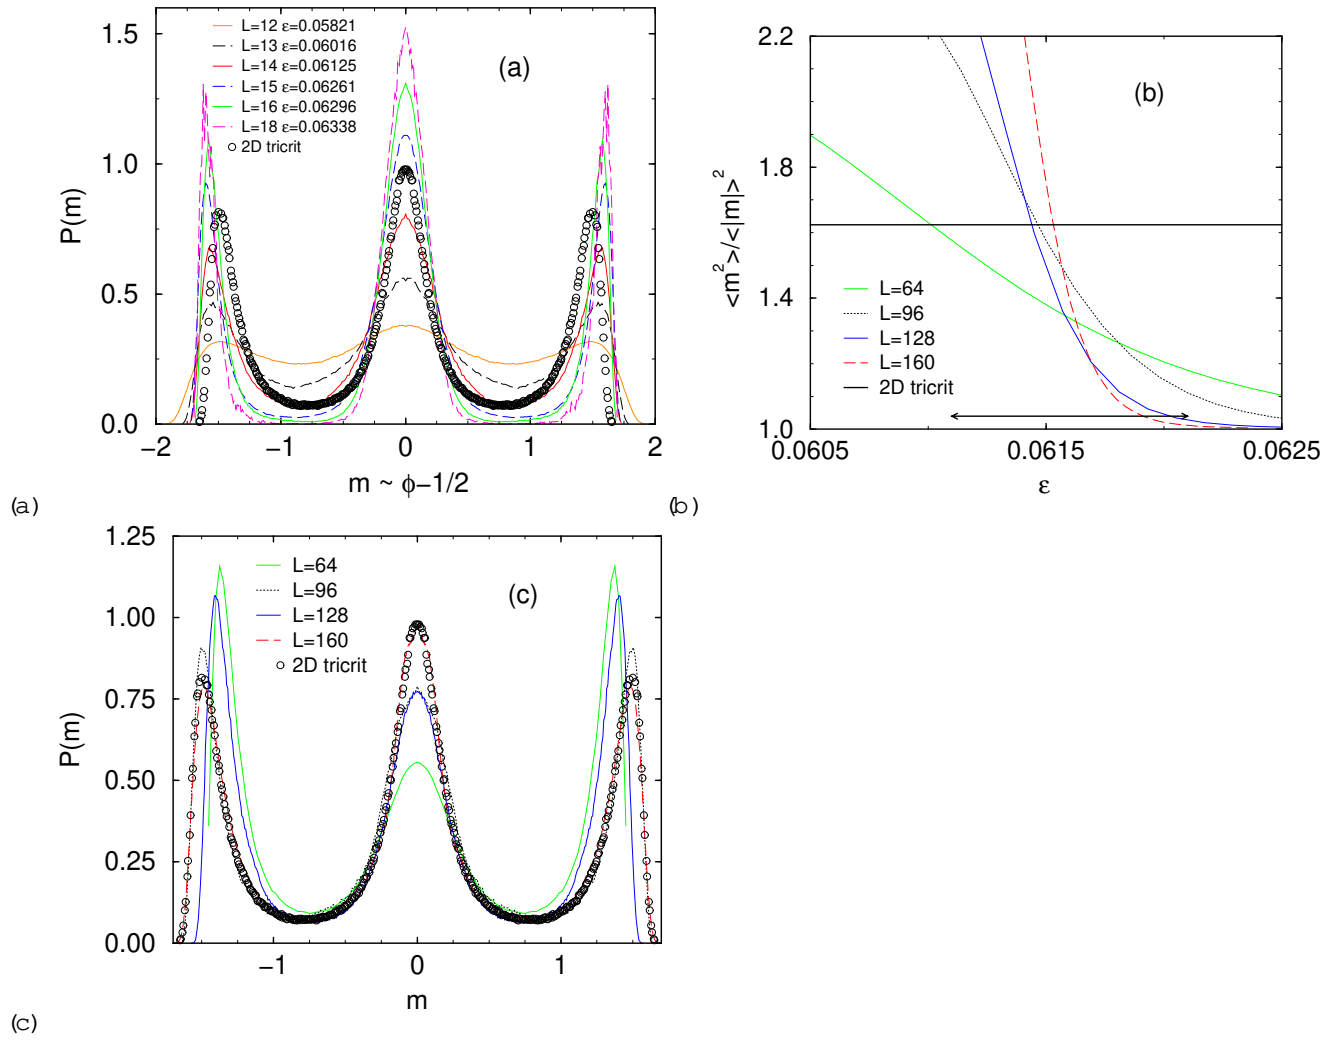 1.5
1.0
0.5
0.0
P(m)
L=12 ε=0.05821
L=13 ε=0.06016
L=14 ε=0.06125
L=15 ε=0.06261
L=16 ε=0.06296
L=18 ε=0.06338
2D tricrit
(a)
−2 −1 0 1 2
m ~ ϕ−1/2
(a)
2.2
1.8
1.4
1.0
<m²>/<|m|>²
(b)
L=64
L=96
L=128
L=160
2D tricrit
0.0605 0.0615 0.0625
ε
(b)
1.25
1.00
0.75
0.50
0.25
0.00
P(m)
L=64
L=96
L=128
L=160
2D tricrit
(c)
−1 0 1
m
(c)